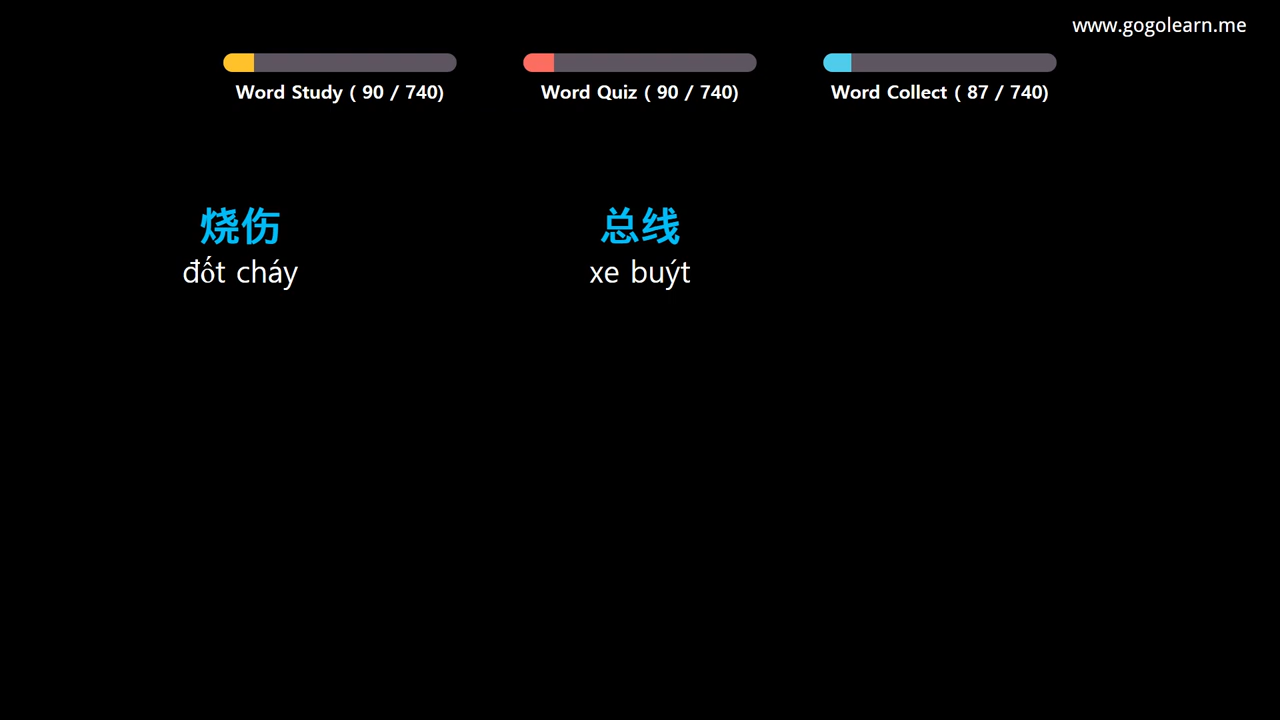 www.gogolearn.me
Word Study ( 90 / 740)
Word Quiz ( 90 / 740)
Word Collect ( 87 / 740)
烧伤
đốt cháy
总线
xe buýt